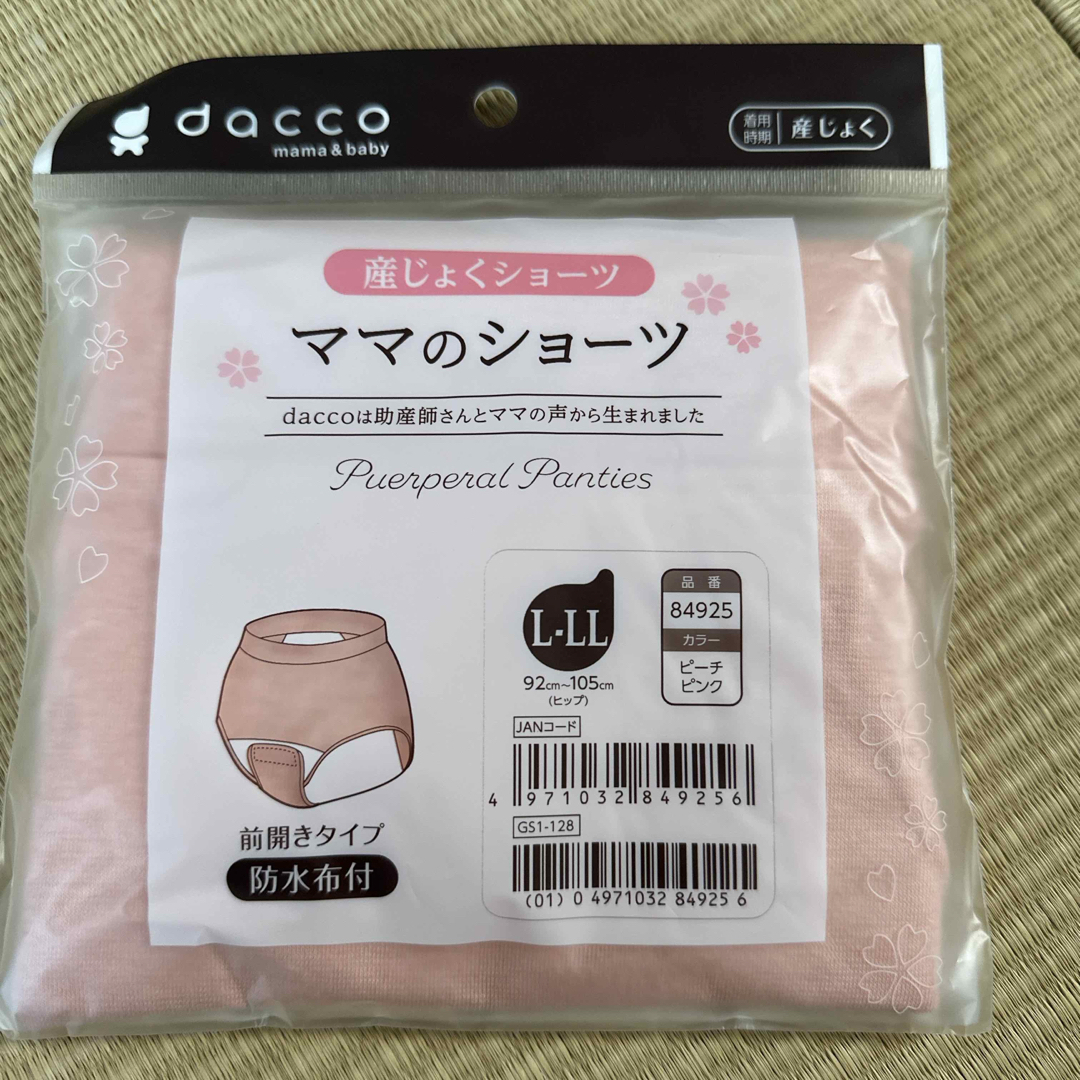 dacco
mama & baby
着用
時期
産じょく
産じょくショーツ
ママのショーツ
daccoは助産師さんとママの声から生まれました
Puerperal Panties
L-LL
92cm~105cm
(ヒップ)
品番
84925
カラー
ピーチ
ピンク
JANコード
4 971032 849256
GS1-128
(01) 0 4971032 84925 6
前開きタイプ
防水布付